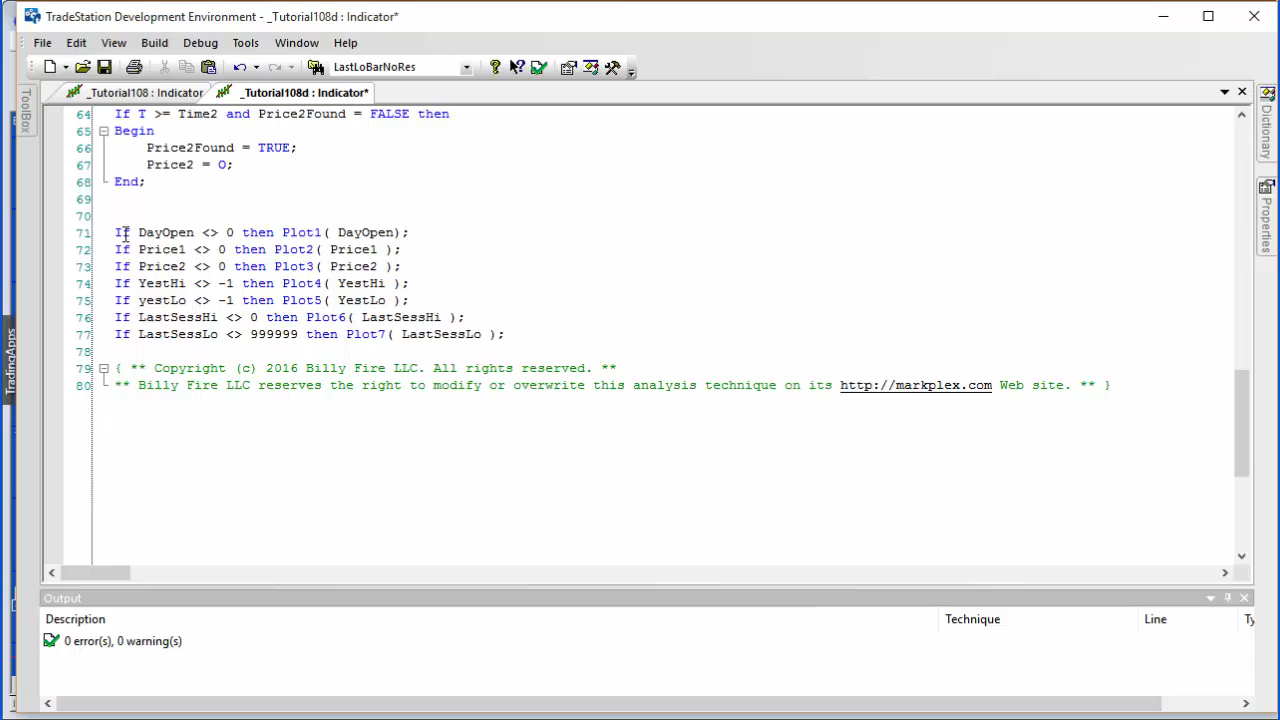 TradeStation Development Environment - _Tutorial108d : Indicator*
File Edit View Build Debug Tools Window Help
LastLoBarNoRes
_Tutorial108 : Indicator _Tutorial108d : Indicator*
ToolBox
TradingApps
Dictionary
Properties
64 If T >= Time2 and Price2Found = FALSE then
65 Begin
66 Price2Found = TRUE;
67 Price2 = O;
68 End;
69
70
71 If DayOpen <> 0 then Plot1( DayOpen);
72 If Price1 <> 0 then Plot2( Price1 );
73 If Price2 <> 0 then Plot3( Price2 );
74 If YestHi <> -1 then Plot4( YestHi );
75 If yestLo <> -1 then Plot5( YestLo );
76 If LastSessHi <> 0 then Plot6( LastSessHi );
77 If LastSessLo <> 999999 then Plot7( LastSessLo );
78
79 { ** Copyright (c) 2016 Billy Fire LLC. All rights reserved. **
80 ** Billy Fire LLC reserves the right to modify or overwrite this analysis technique on its http://markplex.com Web site. ** }
Output
Description Technique Line Ty
0 error(s), 0 warning(s)